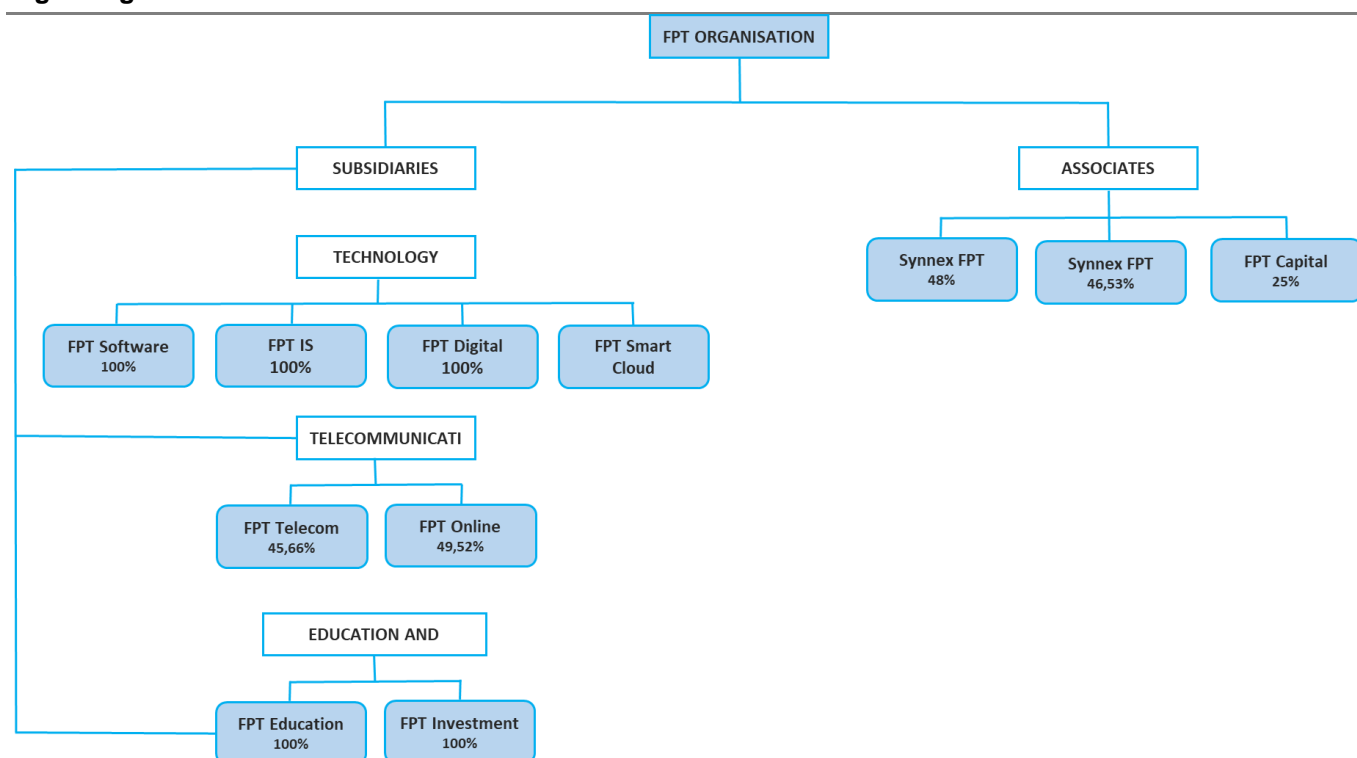 FPT ORGANISATION
SUBSIDIARIES
ASSOCIATES
TECHNOLOGY
Synnex FPT
48%
Synnex FPT
46,53%
FPT Capital
25%
FPT Software
100%
FPT IS
100%
FPT Digital
100%
FPT Smart
Cloud
TELECOMMUNICATI
FPT Telecom
45,66%
FPT Online
49,52%
EDUCATION AND
FPT Education
100%
FPT Investment
100%